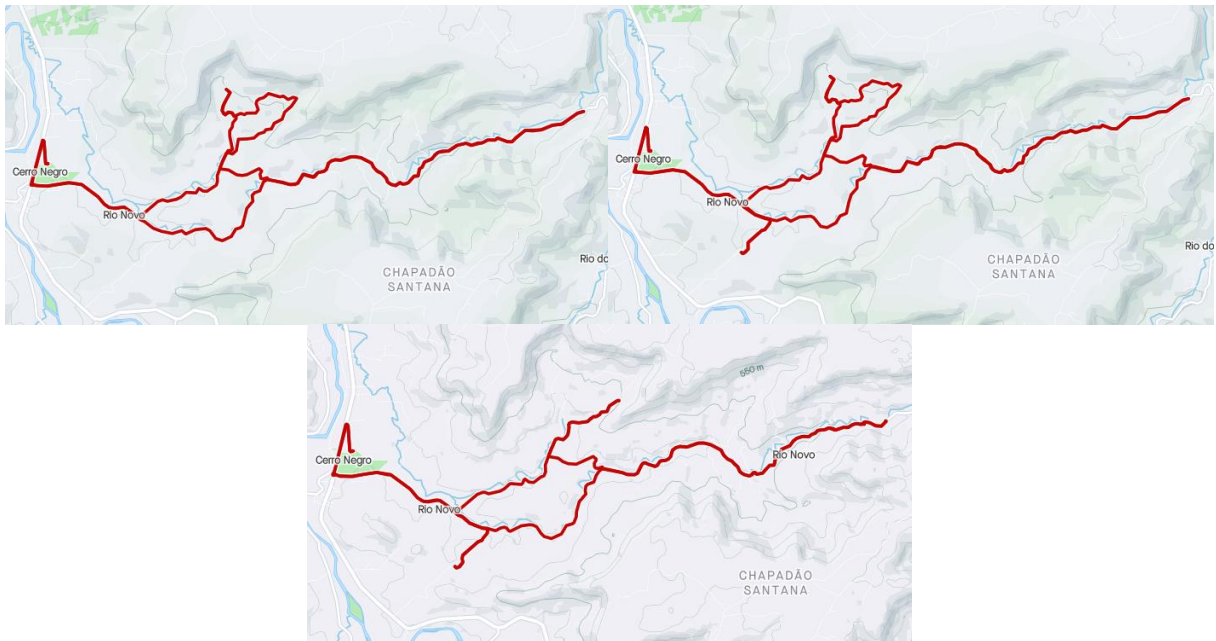 Cerro Negro
Rio Novo
CHAPADÃO
SANTANA
Rio do
Cerro Negro
Rio Novo
CHAPADÃO
SANTANA
Rio do
550 m
Cerro Negro
Rio Novo
Rio Novo
CHAPADÃO
SANTANA